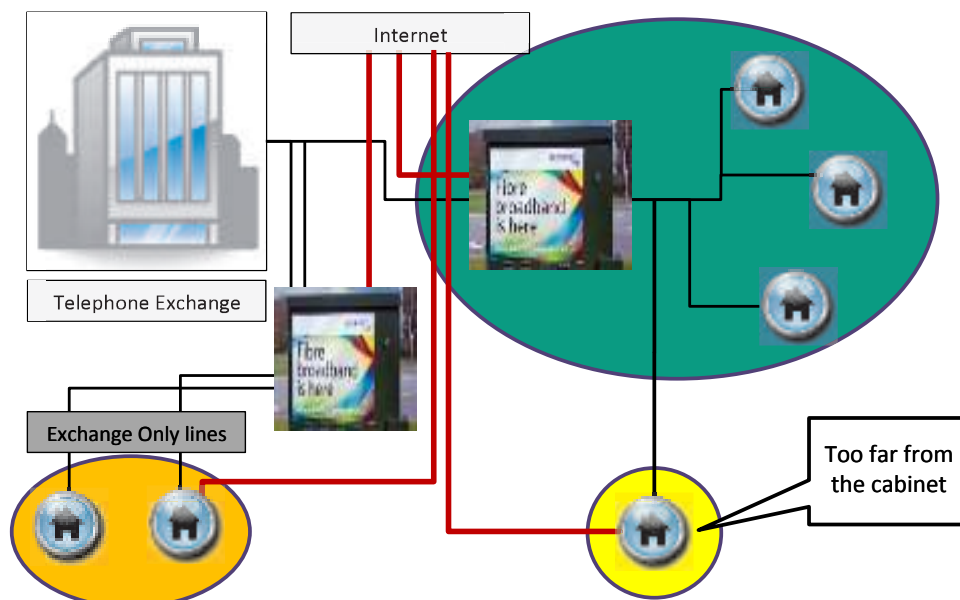 Internet
Fibre
broadband
is here
Telephone Exchange
Fibre
broadband
is here
Exchange Only lines
Too far from
the cabinet